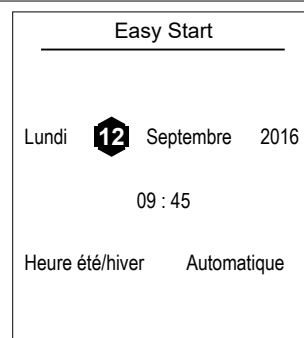 Easy Start
Lundi 12 Septembre 2016
09 : 45
Heure été/hiver Automatique